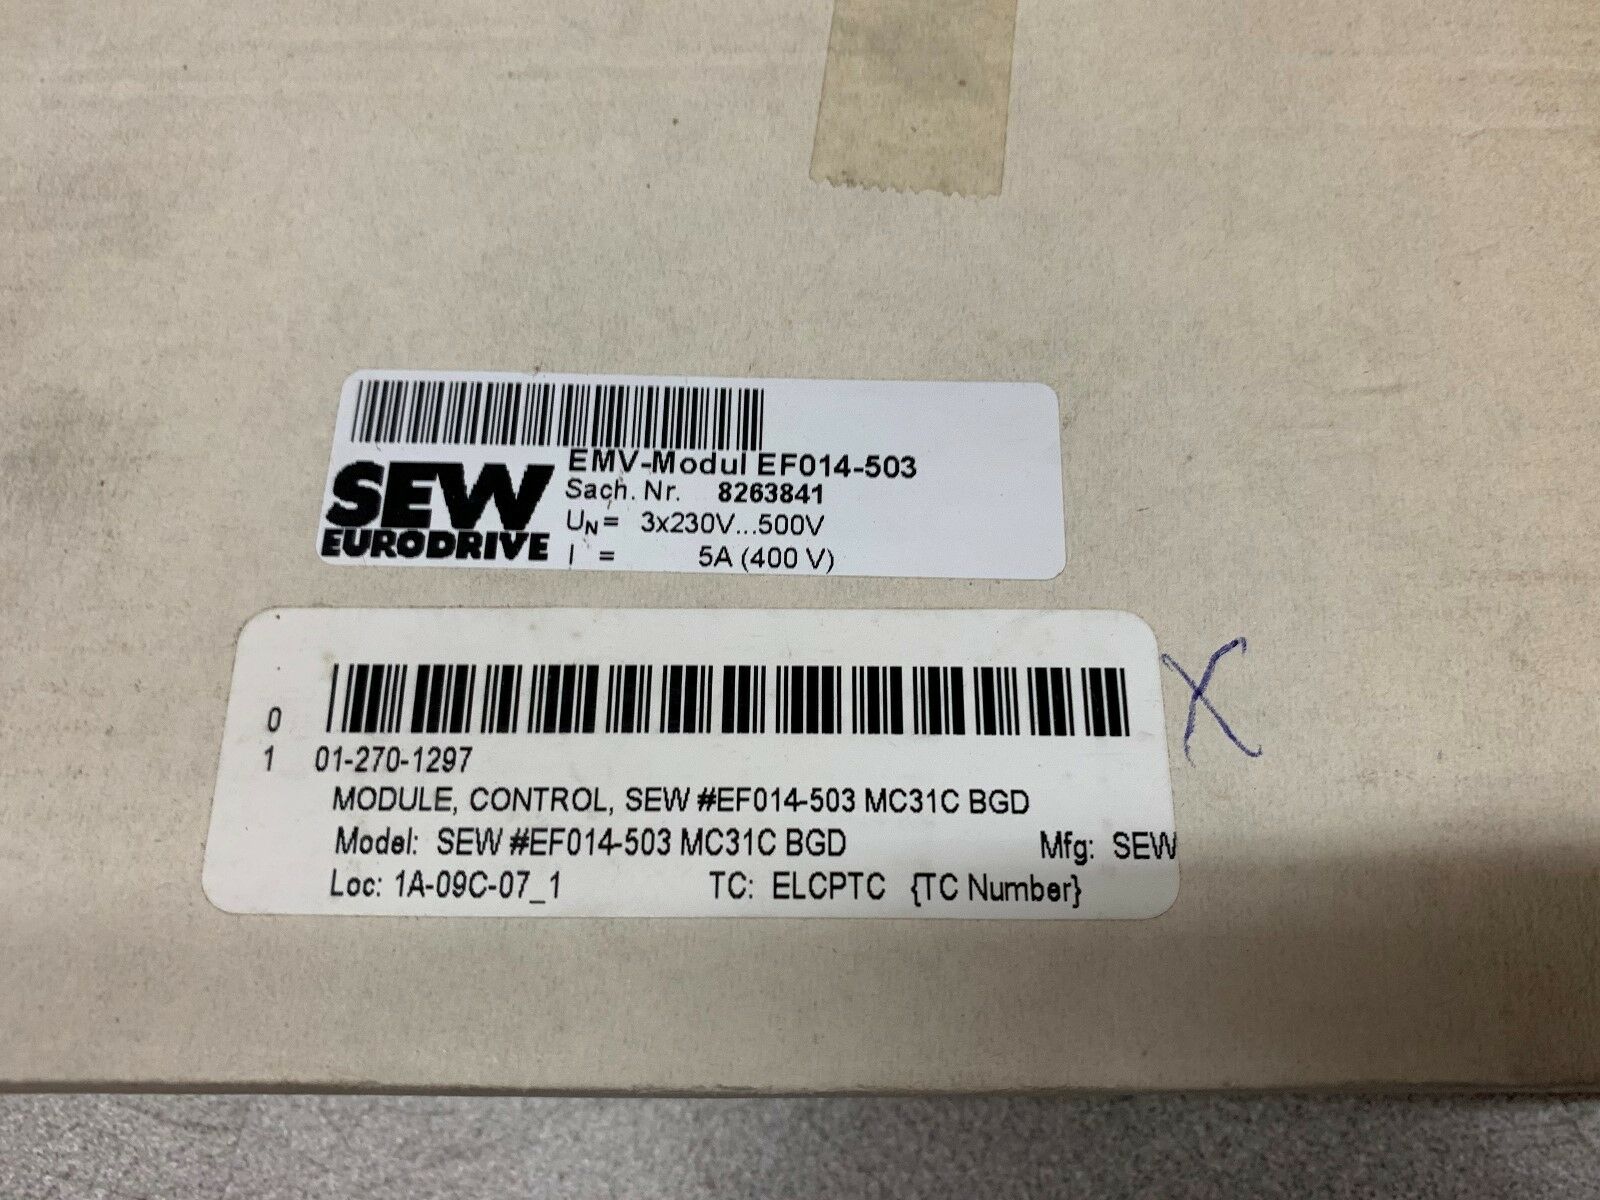 SEW
EURODRIVE
EMV-Modul EF014-503
Sach. Nr. 8263841
UN= 3x230V...500V
I = 5A (400 V)
0
1 01-270-1297
MODULE, CONTROL, SEW #EF014-503 MC31C BGD
Model: SEW #EF014-503 MC31C BGD Mfg: SEW
Loc: 1A-09C-07_1 TC: ELCPTC {TC Number}
X